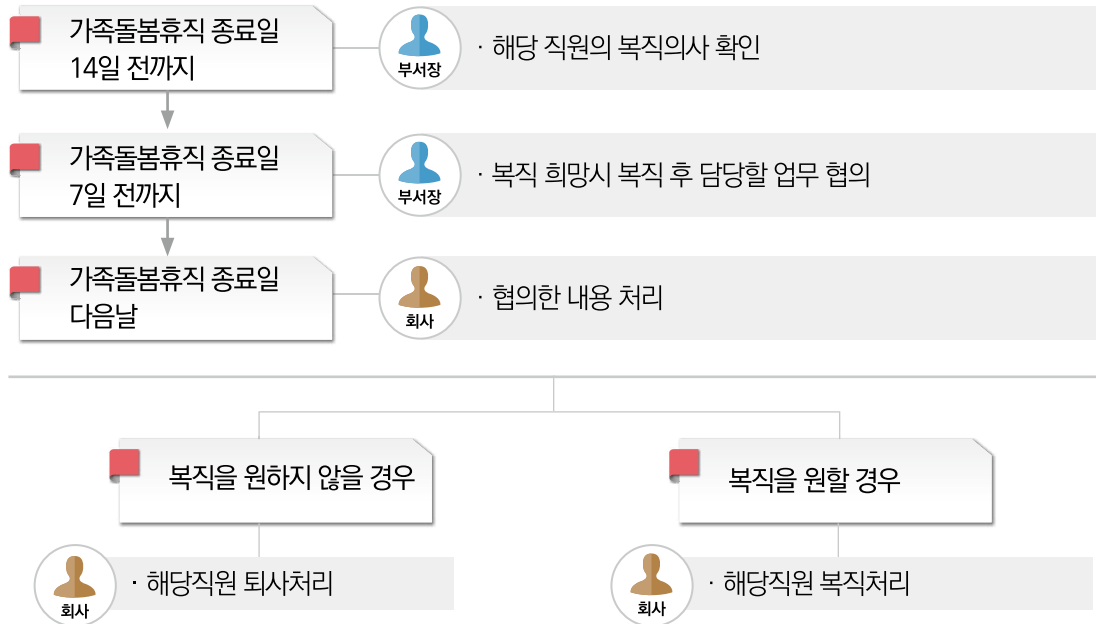 가족돌봄휴직 종료일
14일 전까지
부서장
· 해당 직원의 복직의사 확인
가족돌봄휴직 종료일
7일 전까지
부서장
· 복직 희망시 복직 후 담당할 업무 협의
가족돌봄휴직 종료일
다음날
회사
· 협의한 내용 처리
복직을 원하지 않을 경우
복직을 원할 경우
회사
· 해당직원 퇴사처리
회사
· 해당직원 복직처리